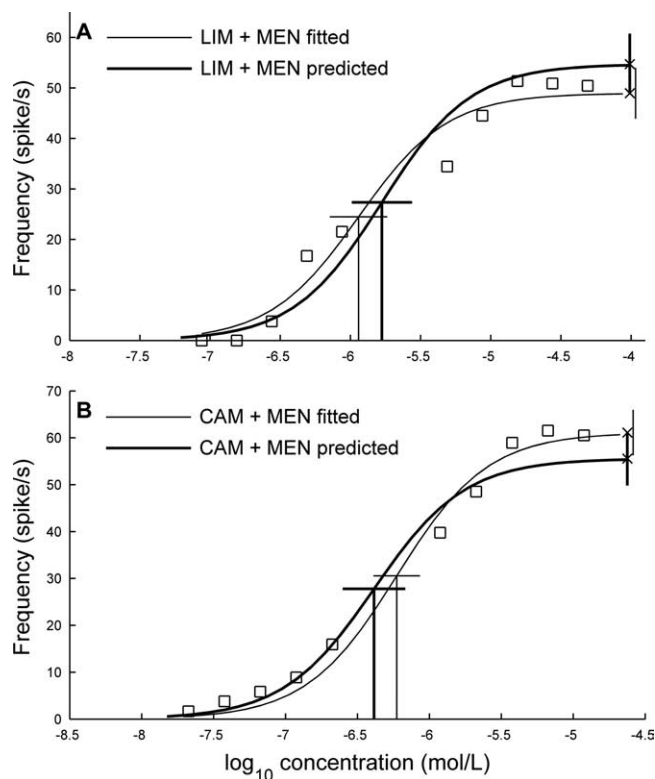 A
LIM + MEN fitted
LIM + MEN predicted
Frequency (spike/s)
60
50
40
30
20
10
0
-8 -7.5 -7 -6.5 -6 -5.5 -5 -4.5 -4
B
CAM + MEN fitted
CAM + MEN predicted
Frequency (spike/s)
70
60
50
40
30
20
10
0
-8.5 -8 -7.5 -7 -6.5 -6 -5.5 -5 -4.5
log10 concentration (mol/L)